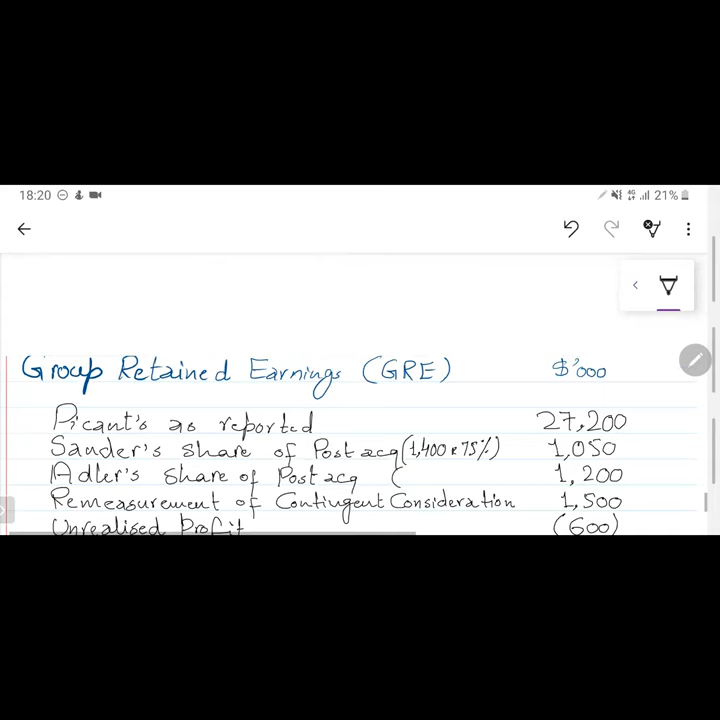 18:20 4G 21%
Group Retained Earnings (GRE) $'000
Picant's as reported 27,200
Sander's share of Post acq (1,400 x 75%) 1,050
Adler's share of Post acq ( 1,200
Remeasurement of Contingent Consideration 1,500
Unrealised Profit (600)